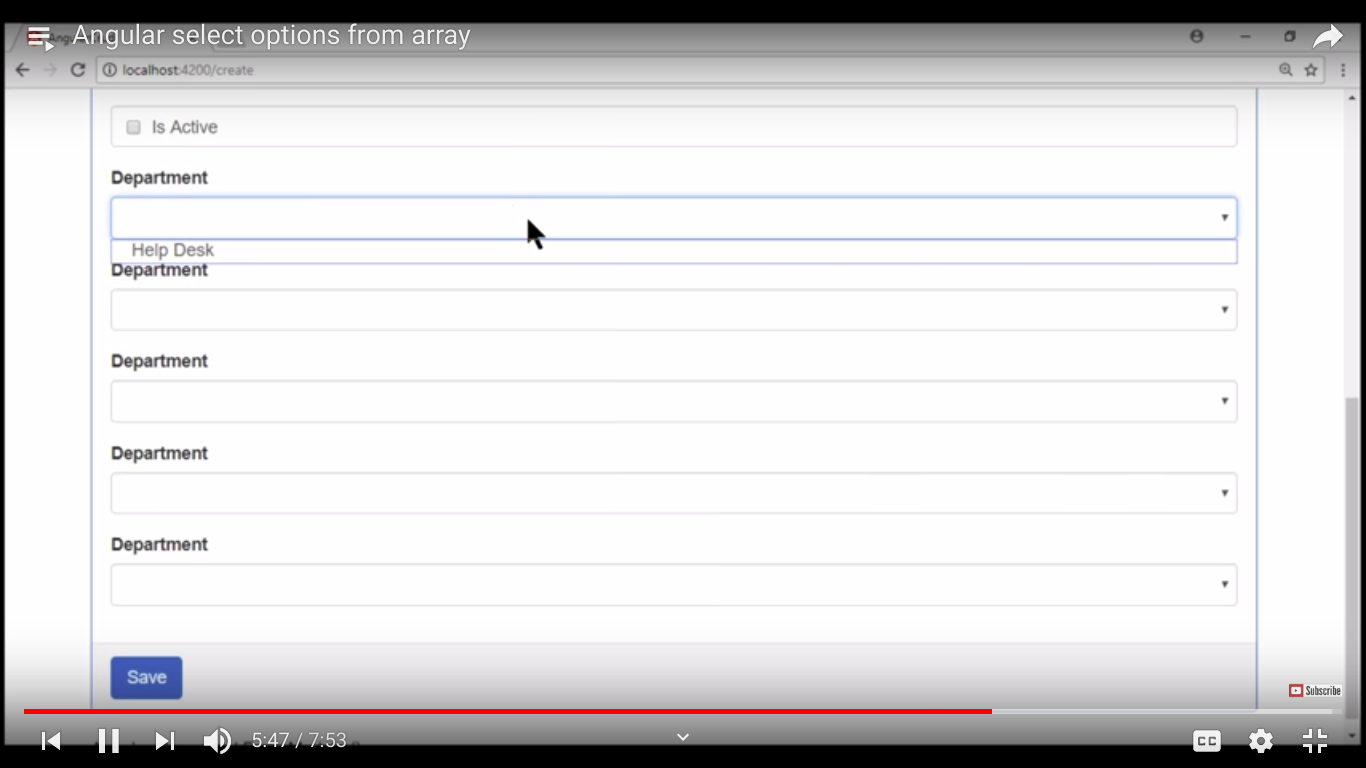 Angular select options from array
localhost:4200/create
Is Active
Department
Help Desk
Department
Department
Department
Department
Save
Subscribe
5:47 / 7:53
CC